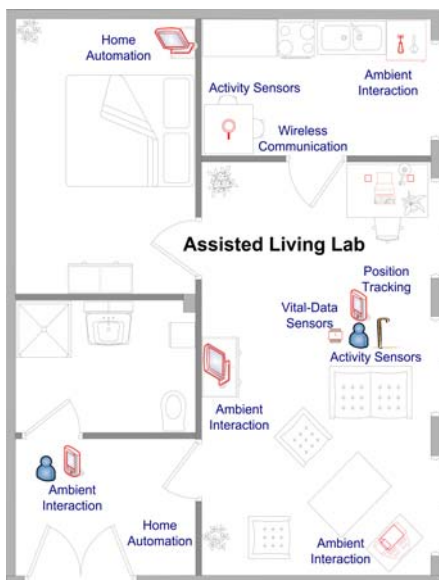 Home
Automation
Activity Sensors
Ambient
Interaction
Wireless
Communication
Assisted Living Lab
Position
Tracking
Vital-Data
Sensors
Activity Sensors
Ambient
Interaction
Ambient
Interaction
Home
Automation
Ambient
Interaction